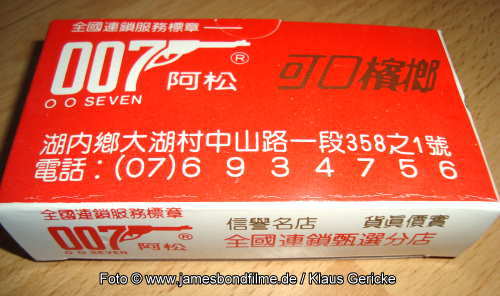 全國連鎖服務標章
007® 阿松 可口檳榔
OO SEVEN
湖內鄉大湖村中山路一段358之1號
電話：(07)6934756
全國連鎖服務標章 信譽名店 貨真價實
007® 阿松 全國連鎖甄選分店
OO SEVEN
Foto © www.jamesbondfilme.de / Klaus Gericke